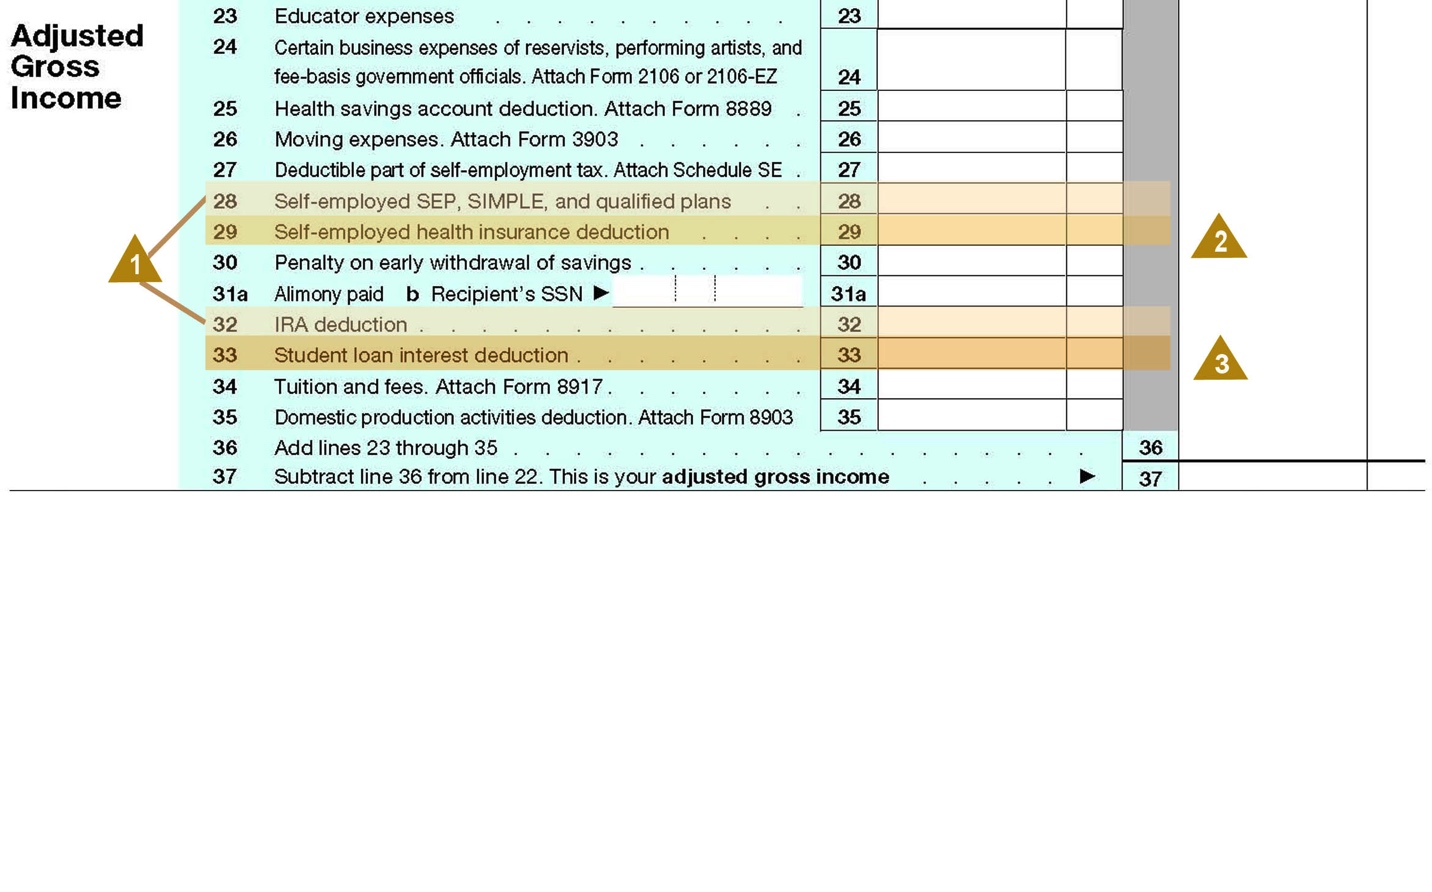 Adjusted
Gross
Income
23 Educator expenses . . . . . . . . . . 23
24 Certain business expenses of reservists, performing artists, and
fee-basis government officials. Attach Form 2106 or 2106-EZ 24
25 Health savings account deduction. Attach Form 8889 . 25
26 Moving expenses. Attach Form 3903 . . . . . . 26
27 Deductible part of self-employment tax. Attach Schedule SE . 27
28 Self-employed SEP, SIMPLE, and qualified plans . . 28
29 Self-employed health insurance deduction . . . . 29
2
1
30 Penalty on early withdrawal of savings . . . . . . 30
31a Alimony paid b Recipient's SSN ▶ 31a
32 IRA deduction . . . . . . . . . . . . . 32
33 Student loan interest deduction . . . . . . . . 33
3
34 Tuition and fees. Attach Form 8917 . . . . . . . 34
35 Domestic production activities deduction. Attach Form 8903 35
36 Add lines 23 through 35 . . . . . . . . . . . . . . . . . . . 36
37 Subtract line 36 from line 22. This is your adjusted gross income . . . . . ▶ 37